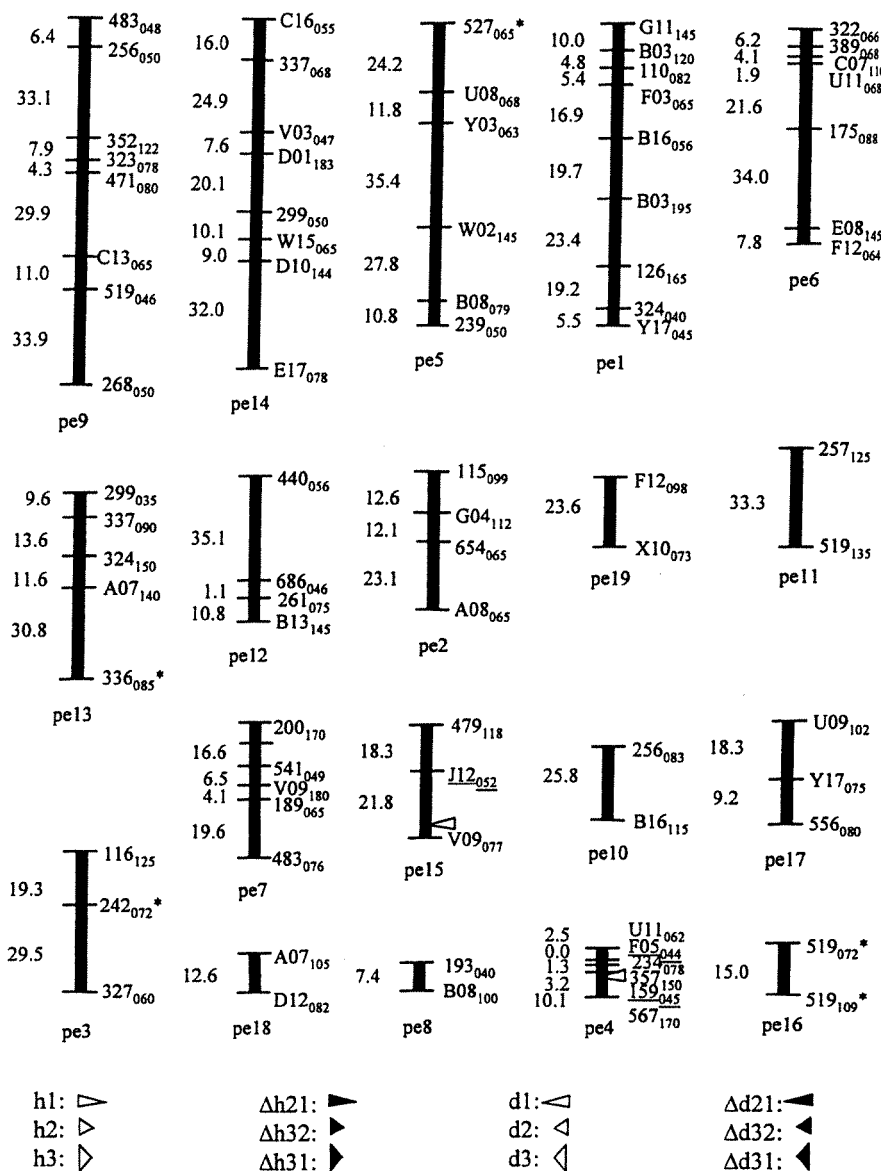 pe9
6.4
33.1
7.9
4.3
29.9
11.0
33.9
483₀₄₈
256₀₅₀
352₁₂₂
323₀₇₈
471₀₈₀
C13₀₆₅
519₀₄₆
268₀₅₀
pe14
16.0
24.9
7.6
20.1
10.1
9.0
32.0
C16₀₅₅
337₀₆₈
V03₀₄₇
D01₁₈₃
299₀₅₀
W15₀₆₅
D10₁₄₄
E17₀₇₈
pe5
24.2
11.8
35.4
27.8
10.8
527₀₆₅*
U08₀₆₈
Y03₀₆₃
W02₁₄₅
B08₀₇₉
239₀₅₀
pe1
10.0
4.8
5.4
16.9
19.7
23.4
19.2
5.5
G11₁₄₅
B03₁₂₀
110₀₈₂
F03₀₆₅
B16₀₅₆
B03₁₉₅
126₁₆₅
324₀₄₀
Y17₀₄₅
pe6
6.2
4.1
1.9
21.6
34.0
7.8
322₀₆₆
389₀₆₈
C07₁₁₀
U11₀₆₈
175₀₈₈
E08₁₄₅
F12₀₆₄
pe13
9.6
13.6
11.6
30.8
299₀₃₅
337₀₉₀
324₁₅₀
A07₁₄₀
336₀₈₅*
pe12
35.1
1.1
10.8
440₀₅₆
686₀₄₆
261₀₇₅
B13₁₄₅
pe2
12.6
12.1
23.1
115₀₉₉
G04₁₁₂
654₀₆₅
A08₀₆₅
pe19
23.6
F12₀₉₈
X10₀₇₃
pe11
33.3
257₁₂₅
519₁₃₅
pe7
16.6
6.5
4.1
19.6
200₁₇₀
541₀₄₉
V09₁₈₀
189₀₆₅
483₀₇₆
pe15
18.3
21.8
479₁₁₈
J12₀₅₂
V09₀₇₇
pe10
25.8
256₀₈₃
B16₁₁₅
pe17
18.3
9.2
U09₁₀₂
Y17₀₇₅
556₀₈₀
pe3
19.3
29.5
116₁₂₅
242₀₇₂*
327₀₆₀
pe18
12.6
A07₁₀₅
D12₀₈₂
pe8
7.4
193₀₄₀
B08₁₀₀
pe4
2.5
0.0
1.3
3.2
10.1
U11₀₆₂
F05₀₄₄
234₀₇₈
357₁₅₀
159₀₄₅
567₁₇₀
pe16
15.0
519₀₇₂*
519₁₀₉*
h1: Δh21: d1: Δd21:
h2: Δh32: d2: Δd32:
h3: Δh31: d3: Δd31: